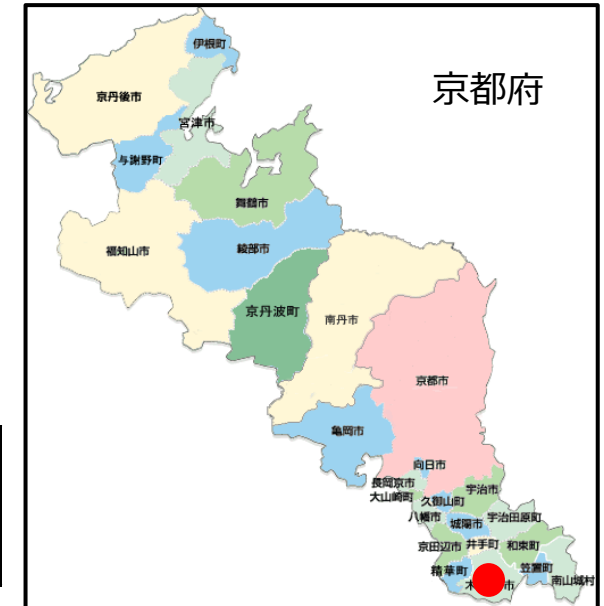 京都府
伊根町
京丹後市
宮津市
与謝野町
舞鶴市
福知山市
綾部市
京丹波町
南丹市
京都市
亀岡市
向日市
長岡京市
宇治市
大山崎町
久御山町
八幡市
城陽市
宇治田原町
京田辺市
井手町
和束町
精華町
笠置町
南山城村
木
市